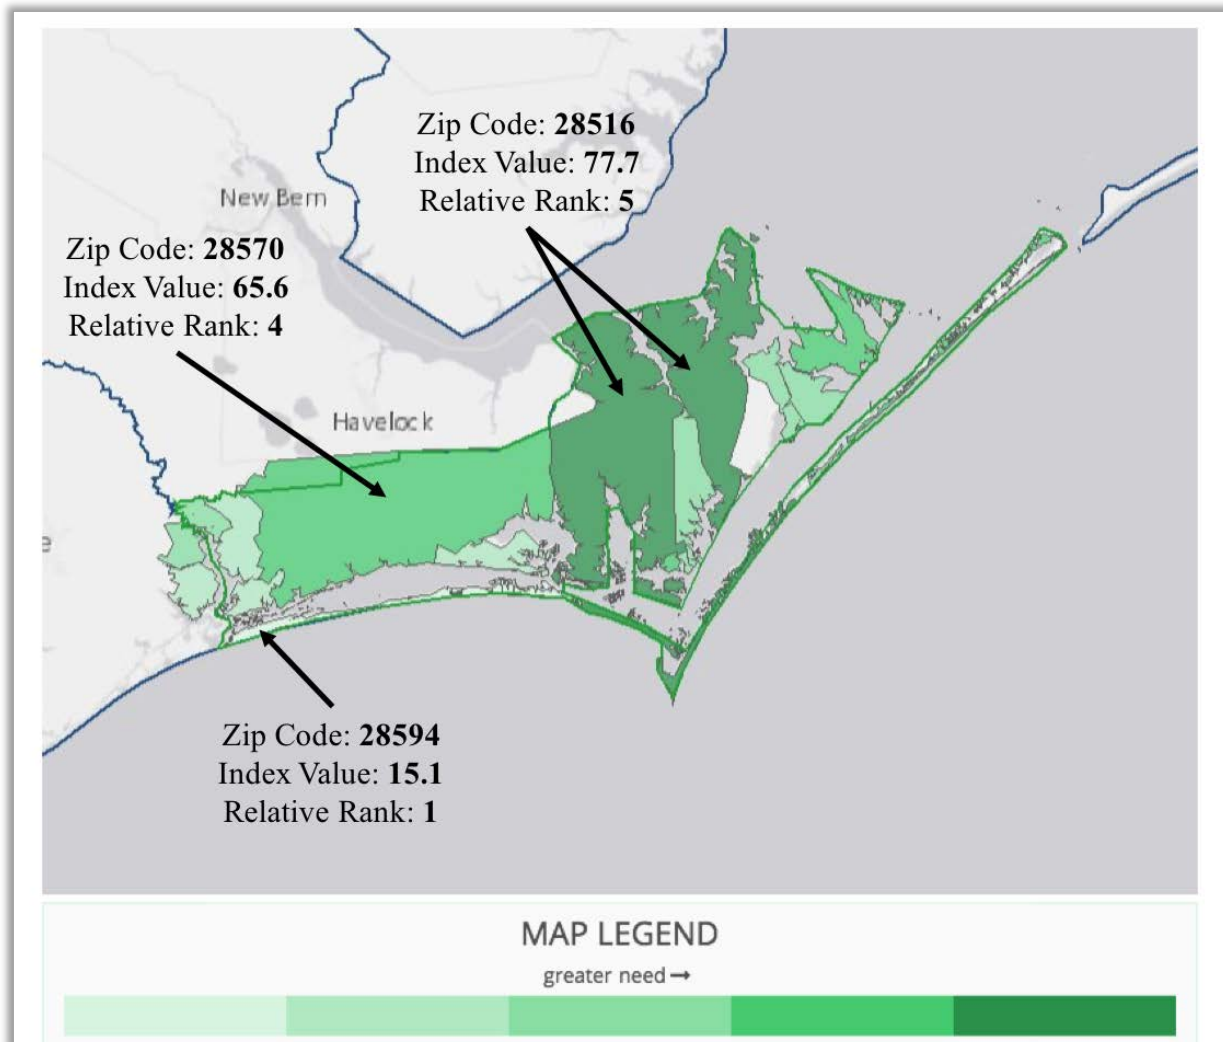 Zip Code: 28516
Index Value: 77.7
Relative Rank: 5
New Bern
Zip Code: 28570
Index Value: 65.6
Relative Rank: 4
Havelock
e
Zip Code: 28594
Index Value: 15.1
Relative Rank: 1
MAP LEGEND
greater need →